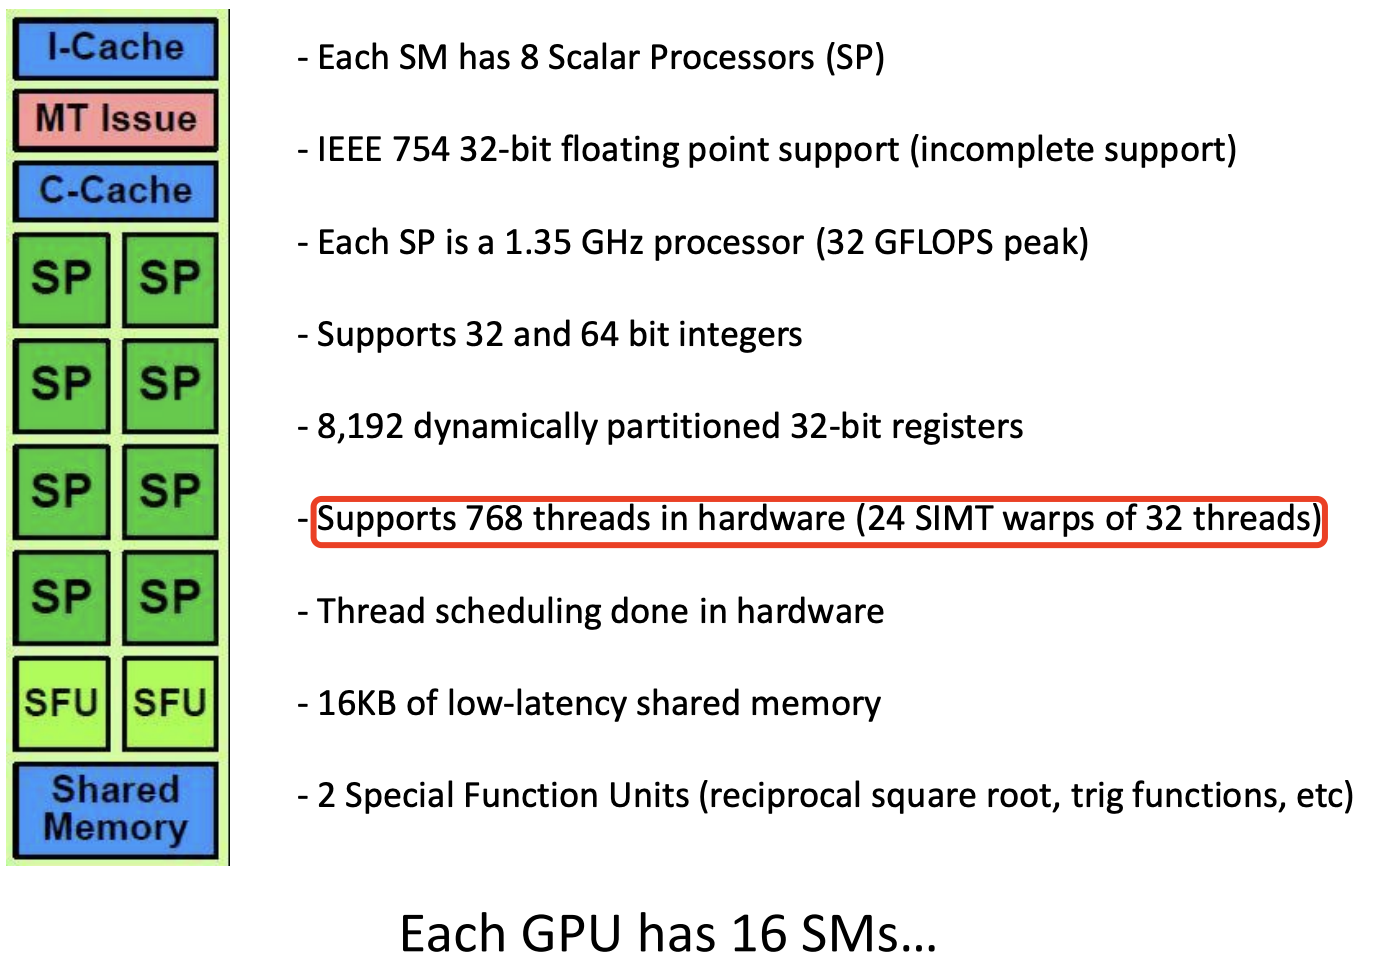 I-Cache
MT Issue
C-Cache
SP SP
SP SP
SP SP
SP SP
SFU SFU
Shared
Memory
- Each SM has 8 Scalar Processors (SP)
- IEEE 754 32-bit floating point support (incomplete support)
- Each SP is a 1.35 GHz processor (32 GFLOPS peak)
- Supports 32 and 64 bit integers
- 8,192 dynamically partitioned 32-bit registers
- Supports 768 threads in hardware (24 SIMT warps of 32 threads)
- Thread scheduling done in hardware
- 16KB of low-latency shared memory
- 2 Special Function Units (reciprocal square root, trig functions, etc)
Each GPU has 16 SMs...